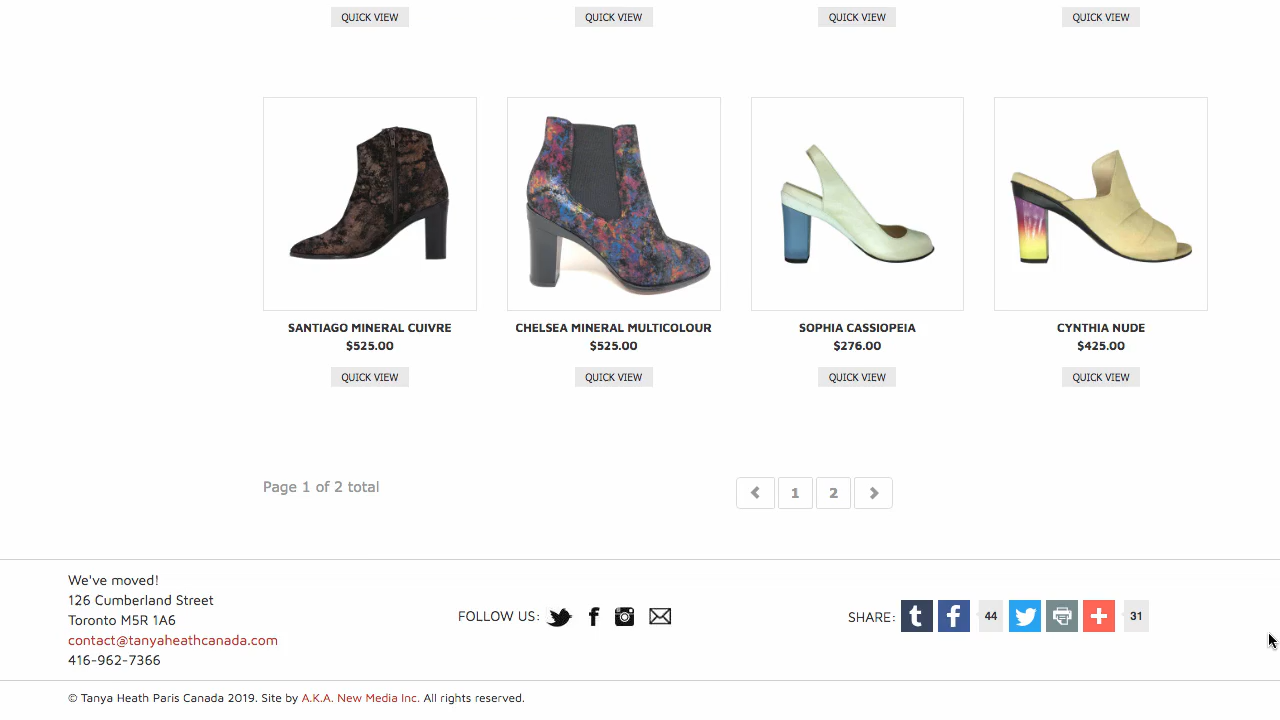 QUICK VIEW QUICK VIEW QUICK VIEW QUICK VIEW
SANTIAGO MINERAL CUIVRE
$525.00
QUICK VIEW
CHELSEA MINERAL MULTICOLOUR
$525.00
QUICK VIEW
SOPHIA CASSIOPEIA
$276.00
QUICK VIEW
CYNTHIA NUDE
$425.00
QUICK VIEW
Page 1 of 2 total
1 2
We've moved!
126 Cumberland Street
Toronto M5R 1A6
contact@tanyaheathcanada.com
416-962-7366
FOLLOW US:
SHARE: 44 31
© Tanya Heath Paris Canada 2019. Site by A.K.A. New Media Inc. All rights reserved.